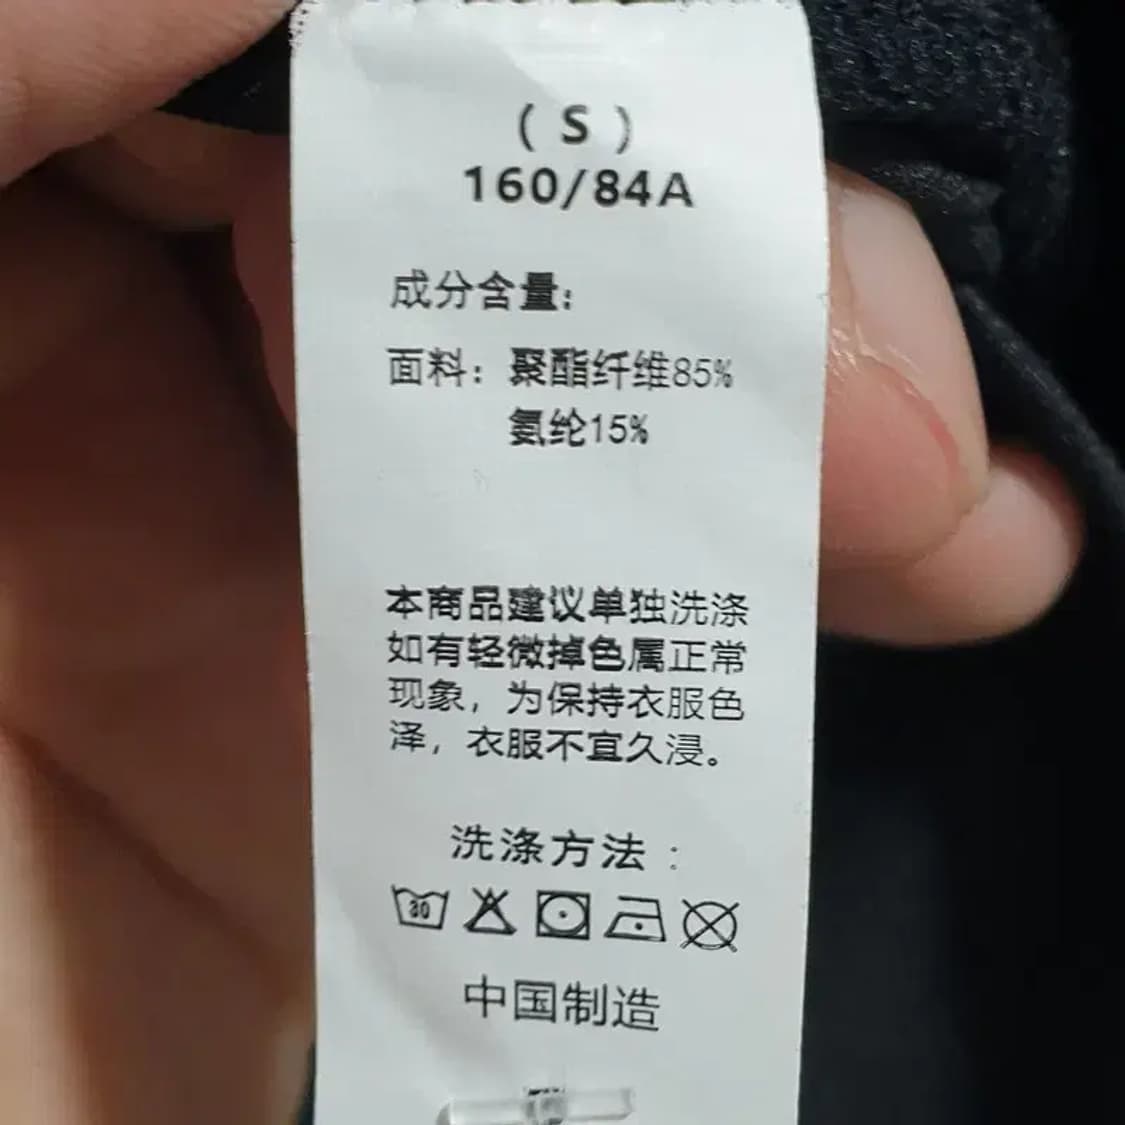 ( S )
160/84A
成分含量:
面料: 聚酯纤维85%
氨纶15%
本商品建议单独洗涤
如有轻微掉色属正常
现象，为保持衣服色
泽，衣服不宜久浸。
洗涤方法：
30
中国制造